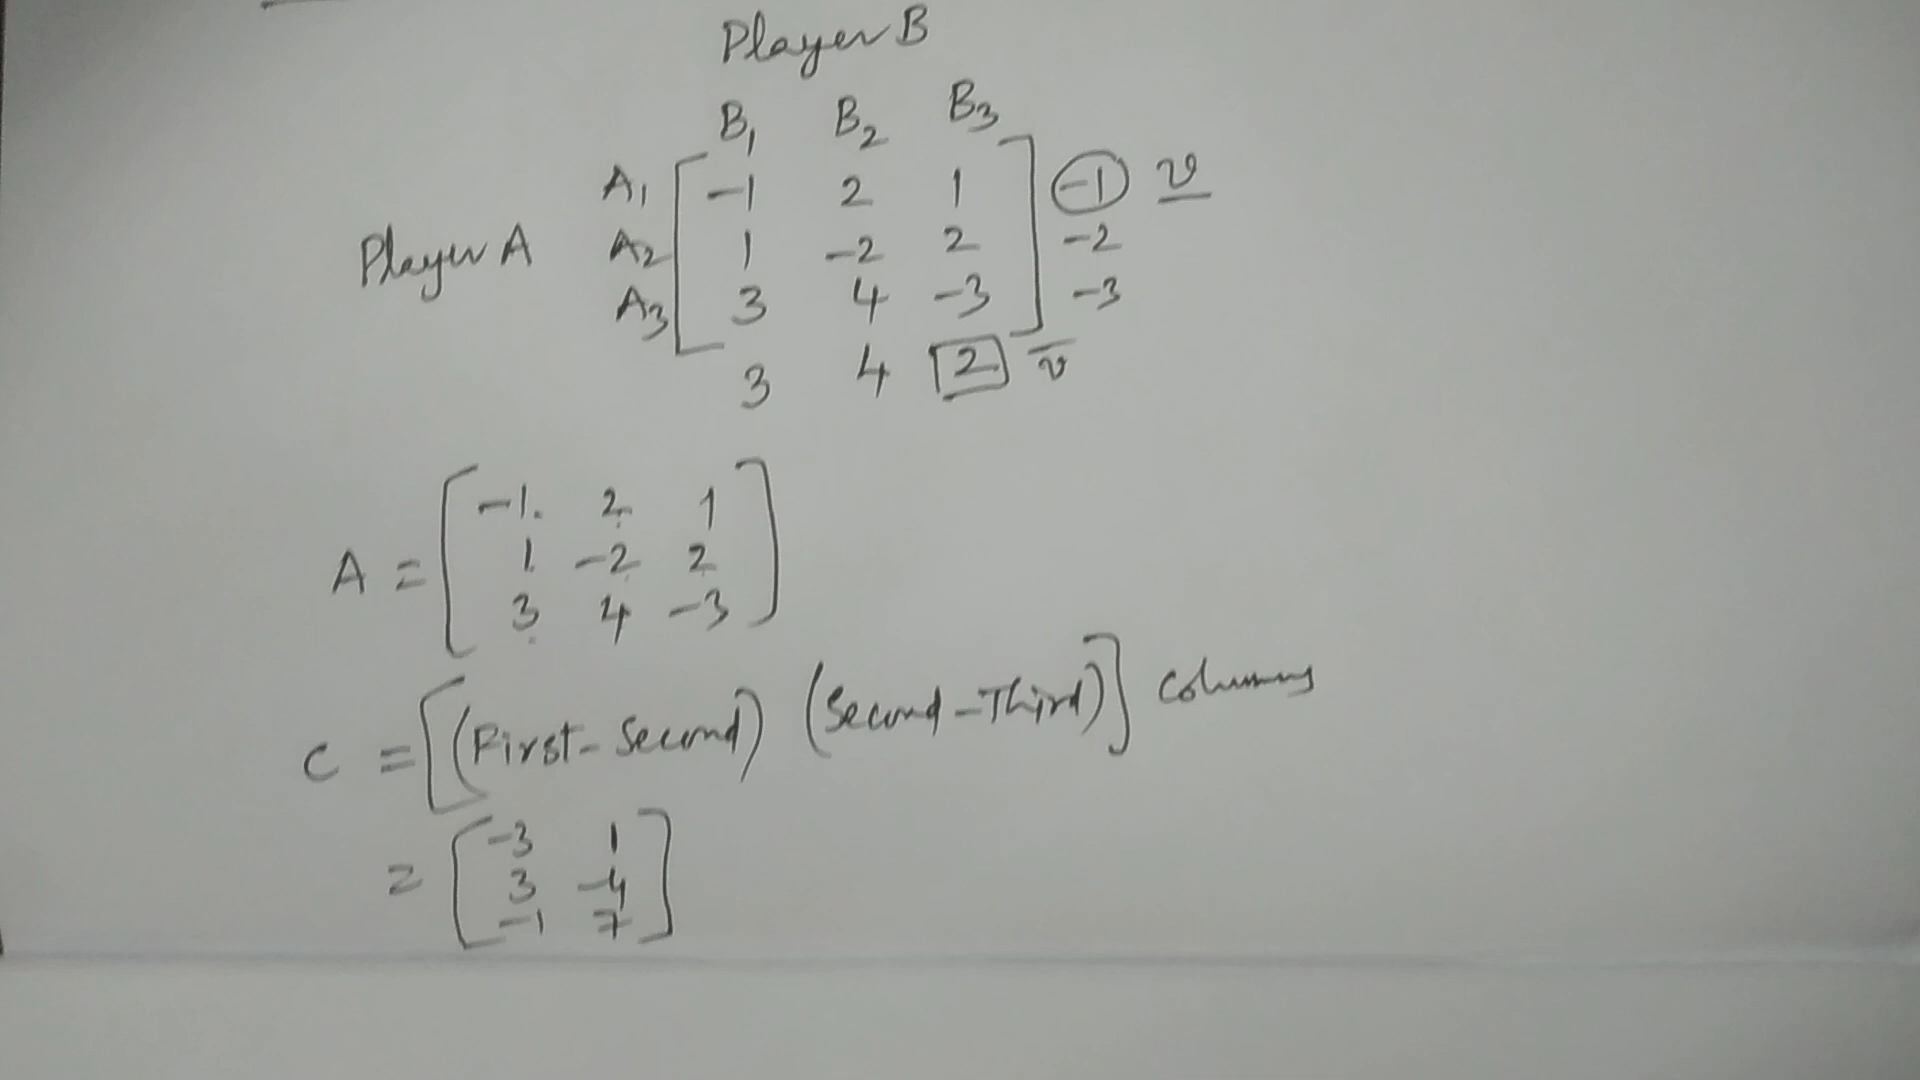 Player B
B1 B2 B3
A1 [ -1 2 1 ] -1 v
Player A A2 1 -2 2 -2
A3 3 4 -3 -3
3 4 2 v̄
A = [ -1. 2 1
1 -2 2
3 4 -3 ]
C = [(First - Second) (Second - Third)] columns
= [ -3 1
3 -4
-1 7 ]